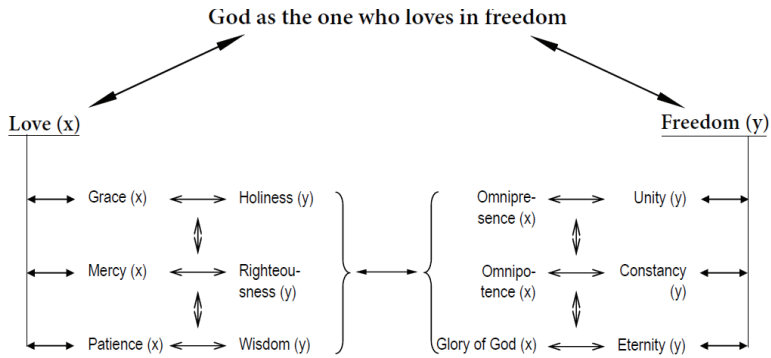 God as the one who loves in freedom
Love (x)
Freedom (y)
Grace (x)
Holiness (y)
Omnipre-
sence (x)
Unity (y)
Mercy (x)
Righteou-
sness (y)
Omnipo-
tence (x)
Constancy
(y)
Patience (x)
Wisdom (y)
Glory of God (x)
Eternity (y)